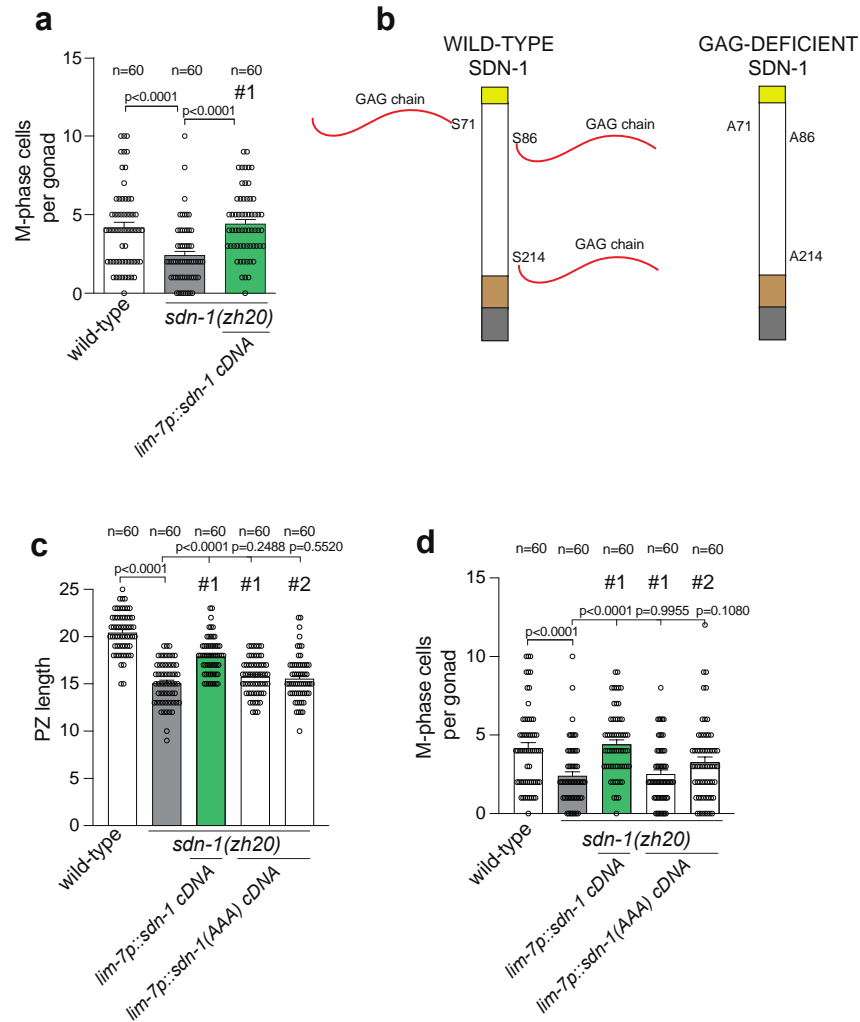 a
n=60 n=60 n=60
#1
p<0.0001 p<0.0001
M-phase cells
per gonad
15
10
5
0
wild-type
sdn-1(zh20)
lim-7p::sdn-1 cDNA
b
WILD-TYPE
SDN-1
GAG-DEFICIENT
SDN-1
GAG chain
S71
S86
GAG chain
A71
A86
S214
GAG chain
A214
c
n=60 n=60 n=60 n=60 n=60
p<0.0001 p=0.2488 p=0.5520
p<0.0001
#1 #1 #2
PZ length
25
20
15
10
5
0
wild-type
sdn-1(zh20)
lim-7p::sdn-1 cDNA
lim-7p::sdn-1(AAA) cDNA
d
n=60 n=60 n=60 n=60 n=60
#1 #1 #2
p<0.0001 p=0.9955 p=0.1080
p<0.0001
M-phase cells
per gonad
15
10
5
0
wild-type
sdn-1(zh20)
lim-7p::sdn-1 cDNA
lim-7p::sdn-1(AAA) cDNA